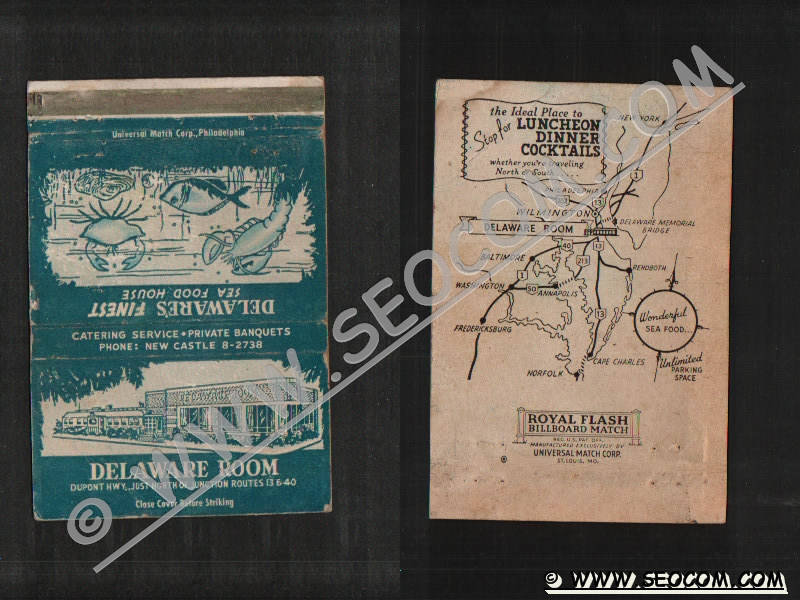 Universal Match Corp., Philadelphia
DELAWARE'S FINEST
SEA FOOD HOUSE
CATERING SERVICE • PRIVATE BANQUETS
PHONE: NEW CASTLE 8-2738
DELAWARE ROOM
DUPONT HWY., JUST NORTH OF JUNCTION ROUTES 13 & 40
Close Cover Before Striking
the Ideal Place to
Stop for LUNCHEON
DINNER
COCKTAILS
whether you're traveling
North or South
NEW YORK
1
PHILADELPHIA
13
WILMINGTON
DELAWARE MEMORIAL
BRIDGE
DELAWARE ROOM
40
13
BALTIMORE
213
REHOBOTH
1
WASHINGTON
50
ANNAPOLIS
13
FREDERICKSBURG
CAPE CHARLES
NORFOLK
Wonderful
SEA FOOD...
Unlimited
PARKING
SPACE
ROYAL FLASH
BILLBOARD MATCH
REG. U.S. PAT. OFF.
MANUFACTURED EXCLUSIVELY BY
UNIVERSAL MATCH CORP.
ST. LOUIS, MO.
© WWW.SEOCOM.COM
© WWW.SEOCOM.COM